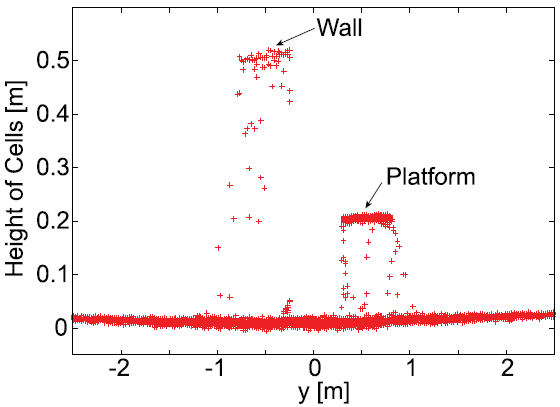 Wall
Platform
Height of Cells [m]
0.5
0.4
0.3
0.2
0.1
0
-2
-1
0
1
2
y [m]